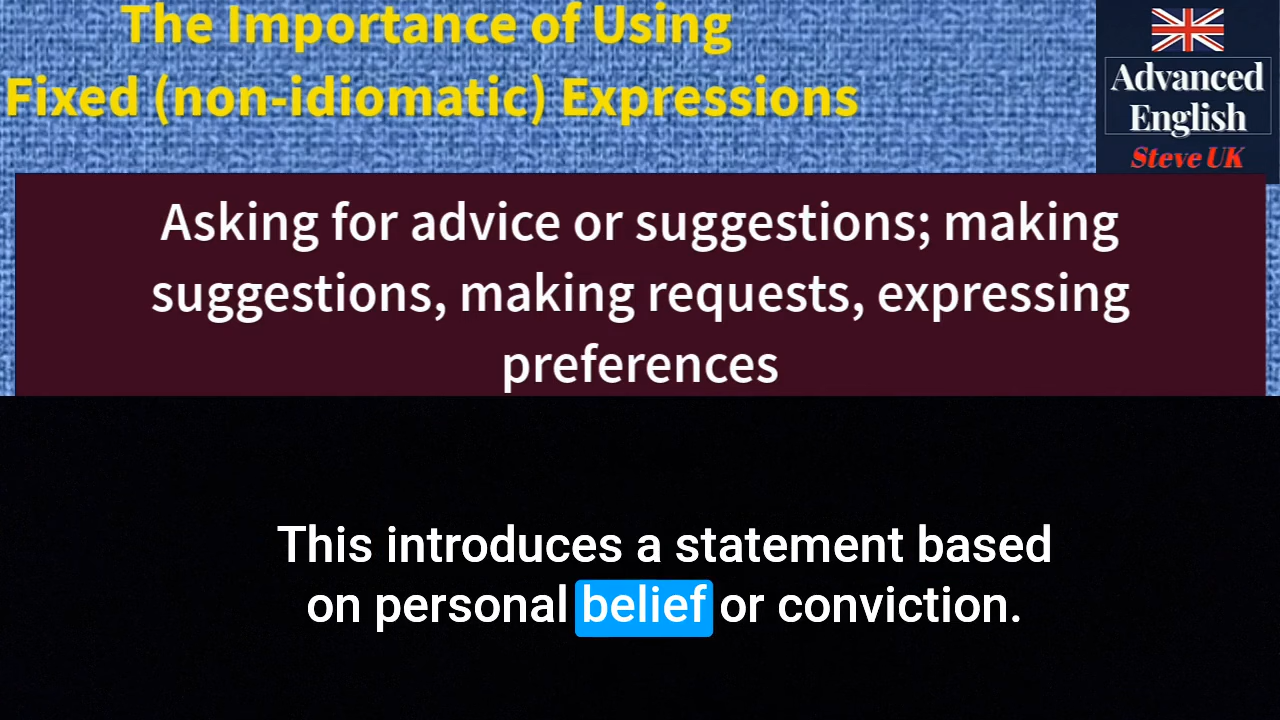 The Importance of Using
Fixed (non-idiomatic) Expressions
Advanced
English
Steve UK
Asking for advice or suggestions; making
suggestions, making requests, expressing
preferences
This introduces a statement based
on personal belief or conviction.